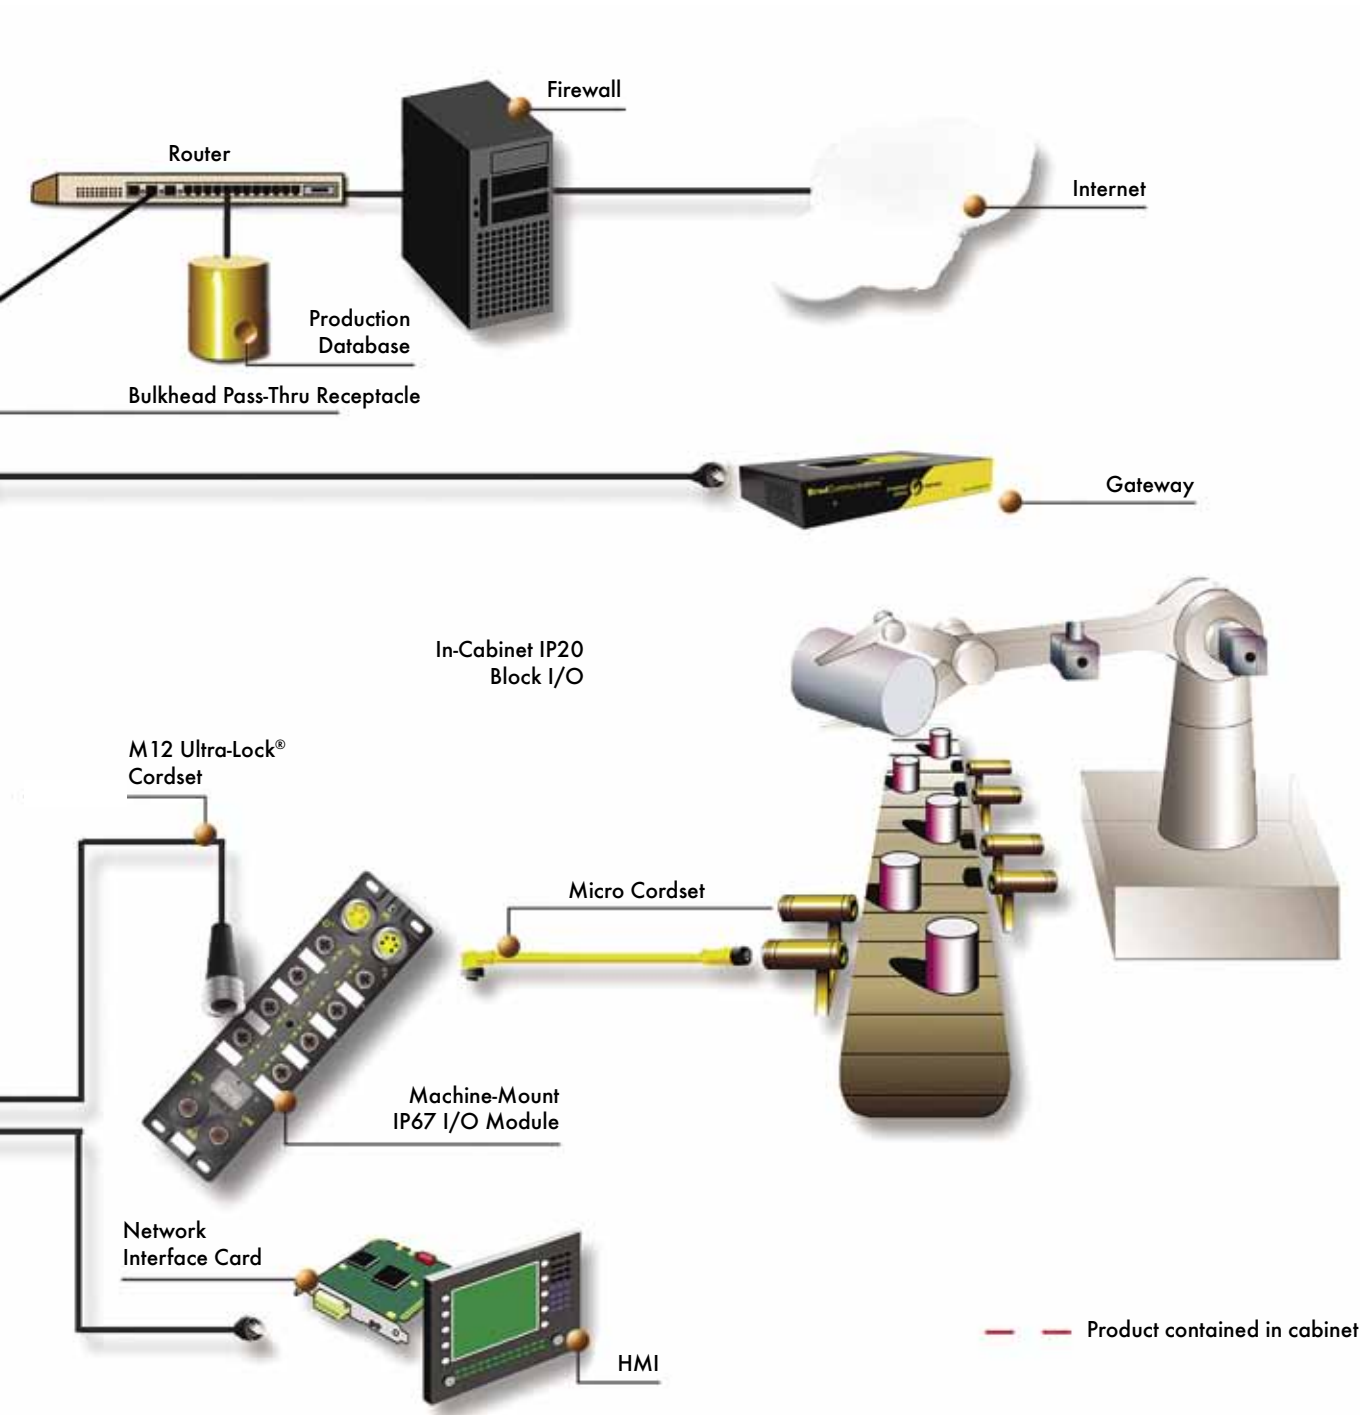 Firewall
Router
Internet
Production
Database
Bulkhead Pass-Thru Receptacle
Gateway
In-Cabinet IP20
Block I/O
M12 Ultra-Lock®
Cordset
Micro Cordset
Machine-Mount
IP67 I/O Module
Network
Interface Card
Product contained in cabinet
HMI